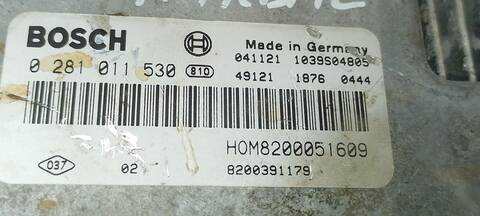 BOSCH
Made in Germany
0 281 011 530 810
041121 1039S04805
49121 1876 0444
HOM8200051609
037 02 8200391179